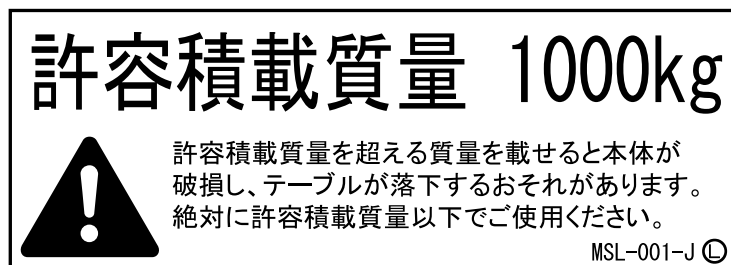 許容積載質量 1000kg
許容積載質量を超える質量を載せると本体が
破損し、テーブルが落下するおそれがあります。
絶対に許容積載質量以下でご使用ください。
MSL-001-J Ⓛ